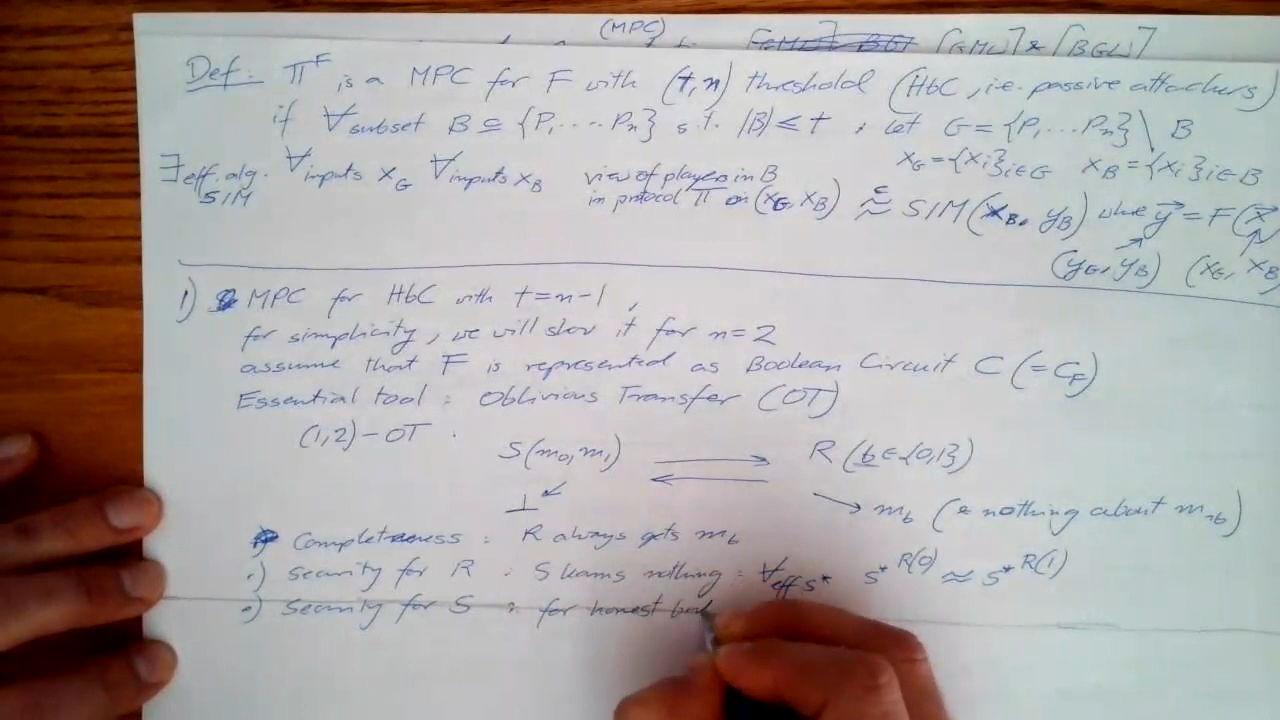 (MPC)
[GMW] & [BGW]
Def. Π^F is a MPC for F with (t,n) threshold (HbC, i.e. passive attackers)
if ∀ subset B ⊆ {P1 .... Pn} s.t. |B| ≤ t, let G = {P1 ... Pn} \ B
x_G = {xi}i∈G x_B = {xi}i∈B
∃ eff. alg. SIM ∀ inputs x_G ∀ inputs x_B view of players in B in protocol Π on (x_G, x_B) ≈^c SIM(x_B, y_B) where y⃗ = F(x⃗
(y_G, y_B) (x_G, x_B)
1) MPC for HbC with t=n-1,
for simplicity, we will show it for n=2
assume that F is represented as Boolean Circuit C (=C_F)
Essential tool : Oblivious Transfer (OT)
(1,2)-OT .
S(m0,m1) R (b∈{0,1})
⊥ m_b (& nothing about m_¬b)
Completeness : R always gets m_b
•) Security for R : S learns nothing : ∀ eff S* S*^R(0) ≈ S*^R(1)
•) Security for S : for honest but